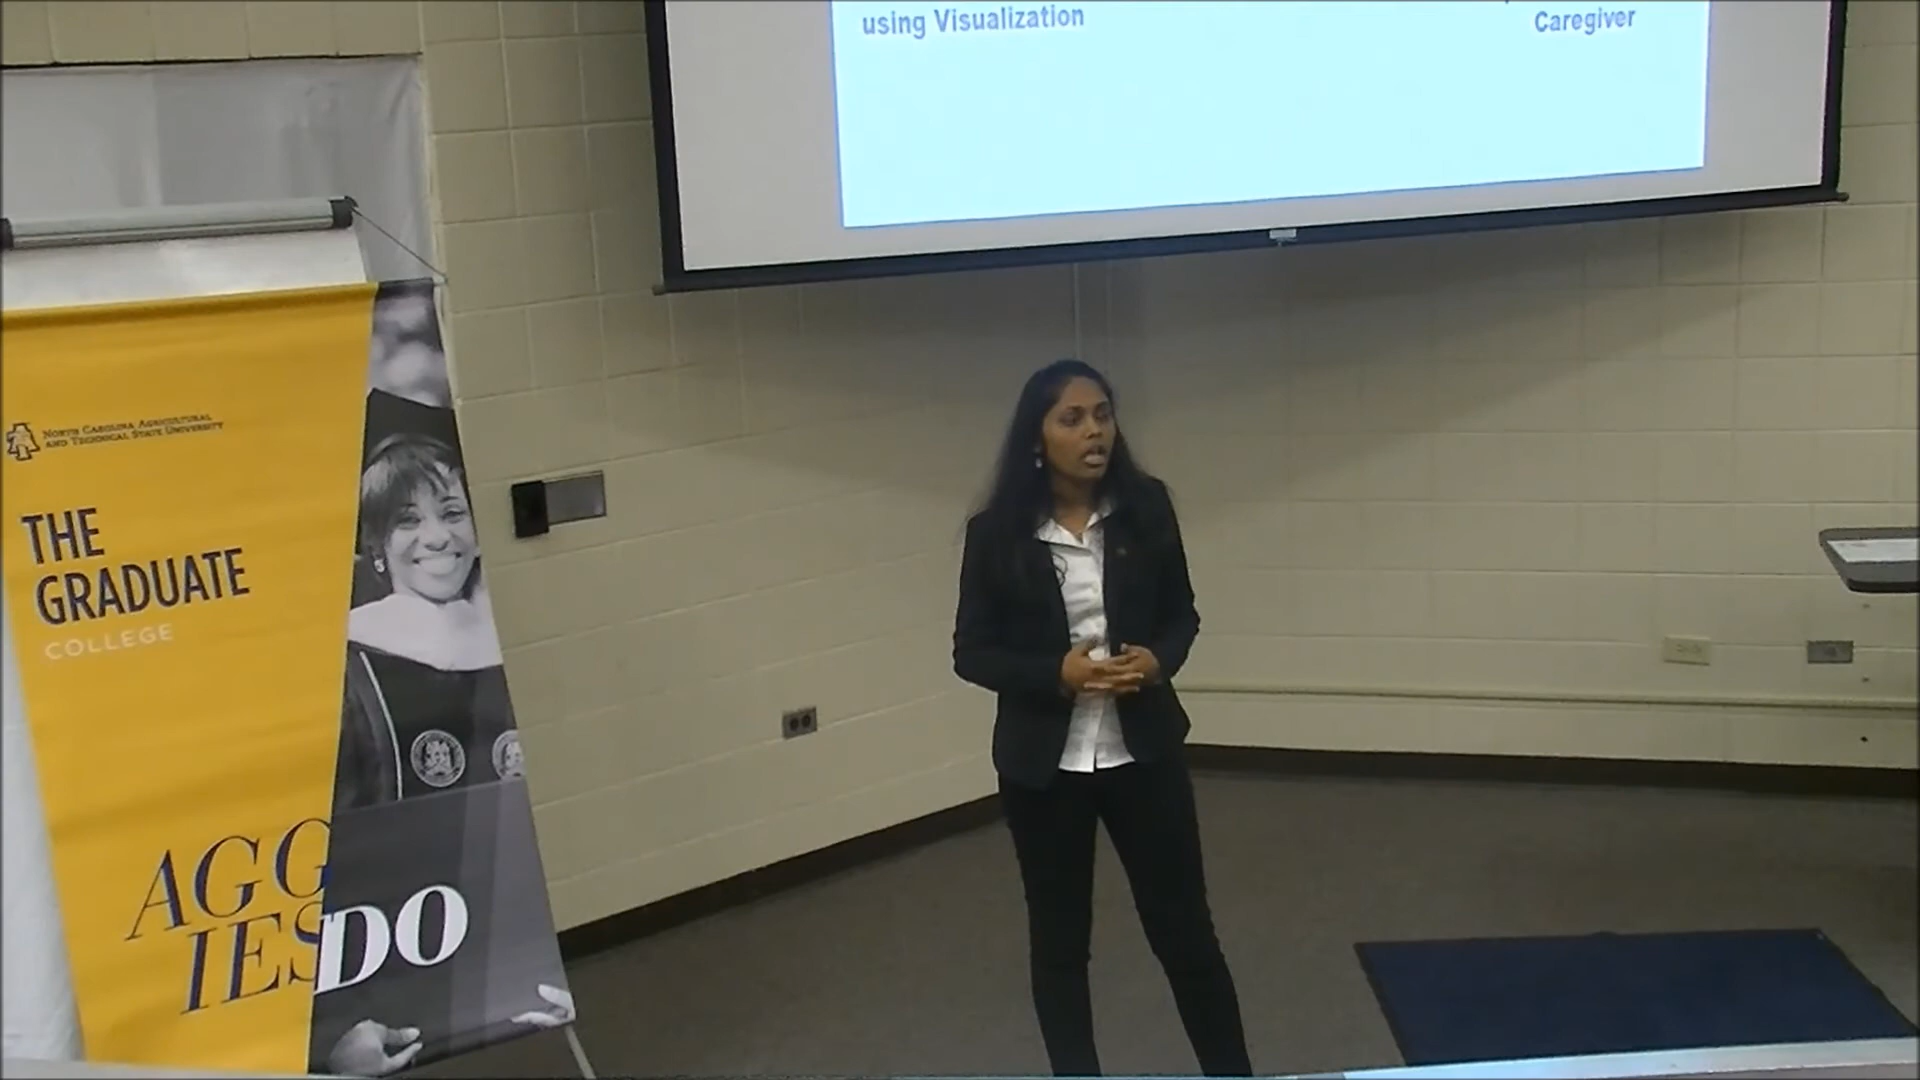 using Visualization
Caregiver
NORTH CAROLINA AGRICULTURAL
AND TECHNICAL STATE UNIVERSITY
THE
GRADUATE
COLLEGE
AGG
IES DO